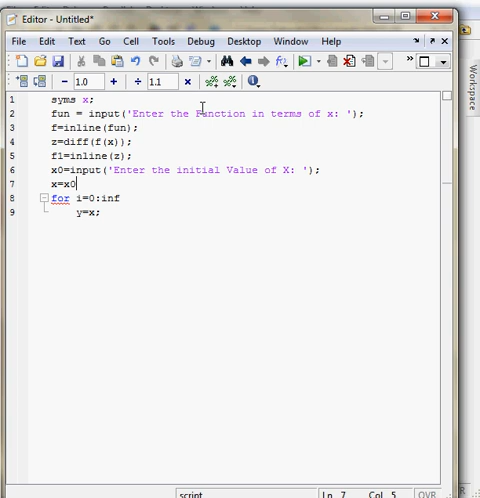 Editor - Untitled*
File Edit Text Go Cell Tools Debug Desktop Window Help
1.0
1.1
1 syms x;
2 fun = input('Enter the Function in terms of x: ');
3 f=inline(fun);
4 z=diff(f(x));
5 f1=inline(z);
6 x0=input('Enter the initial Value of X: ');
7 x=x0
8 for i=0:inf
9 y=x;
script Ln 7 Col 5 OVR
Workspace